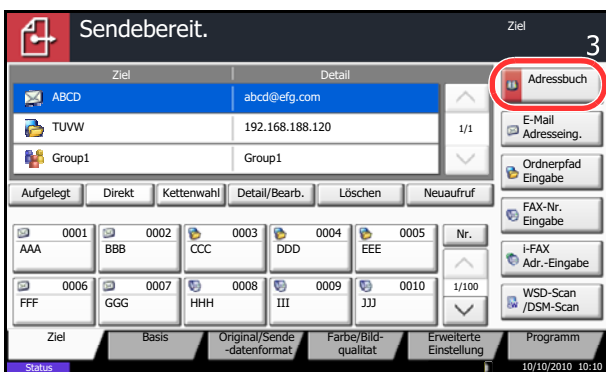 Sendebereit.
Ziel
3
Ziel Detail
ABCD abcd@efg.com
TUVW 192.168.188.120
1/1
Group1 Group1
Adressbuch
E-Mail
Adresseing.
Ordnerpfad
Eingabe
FAX-Nr.
Eingabe
i-FAX
Adr.-Eingabe
WSD-Scan
/DSM-Scan
Aufgelegt Direkt Kettenwahl Detail/Bearb. Löschen Neuaufruf
0001 0002 0003 0004 0005 Nr.
AAA BBB CCC DDD EEE
0006 0007 0008 0009 0010 1/100
FFF GGG HHH III JJJ
Ziel Basis Original/Sende Farbe/Bild- Erweiterte Programm
-datenformat qualitat Einstellung
Status 10/10/2010 10:10